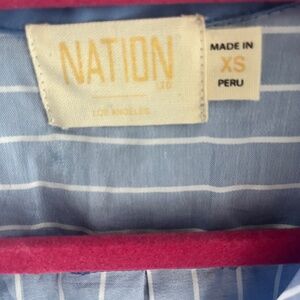 NATION
LTD
LOS ANGELES
MADE IN
XS
PERU